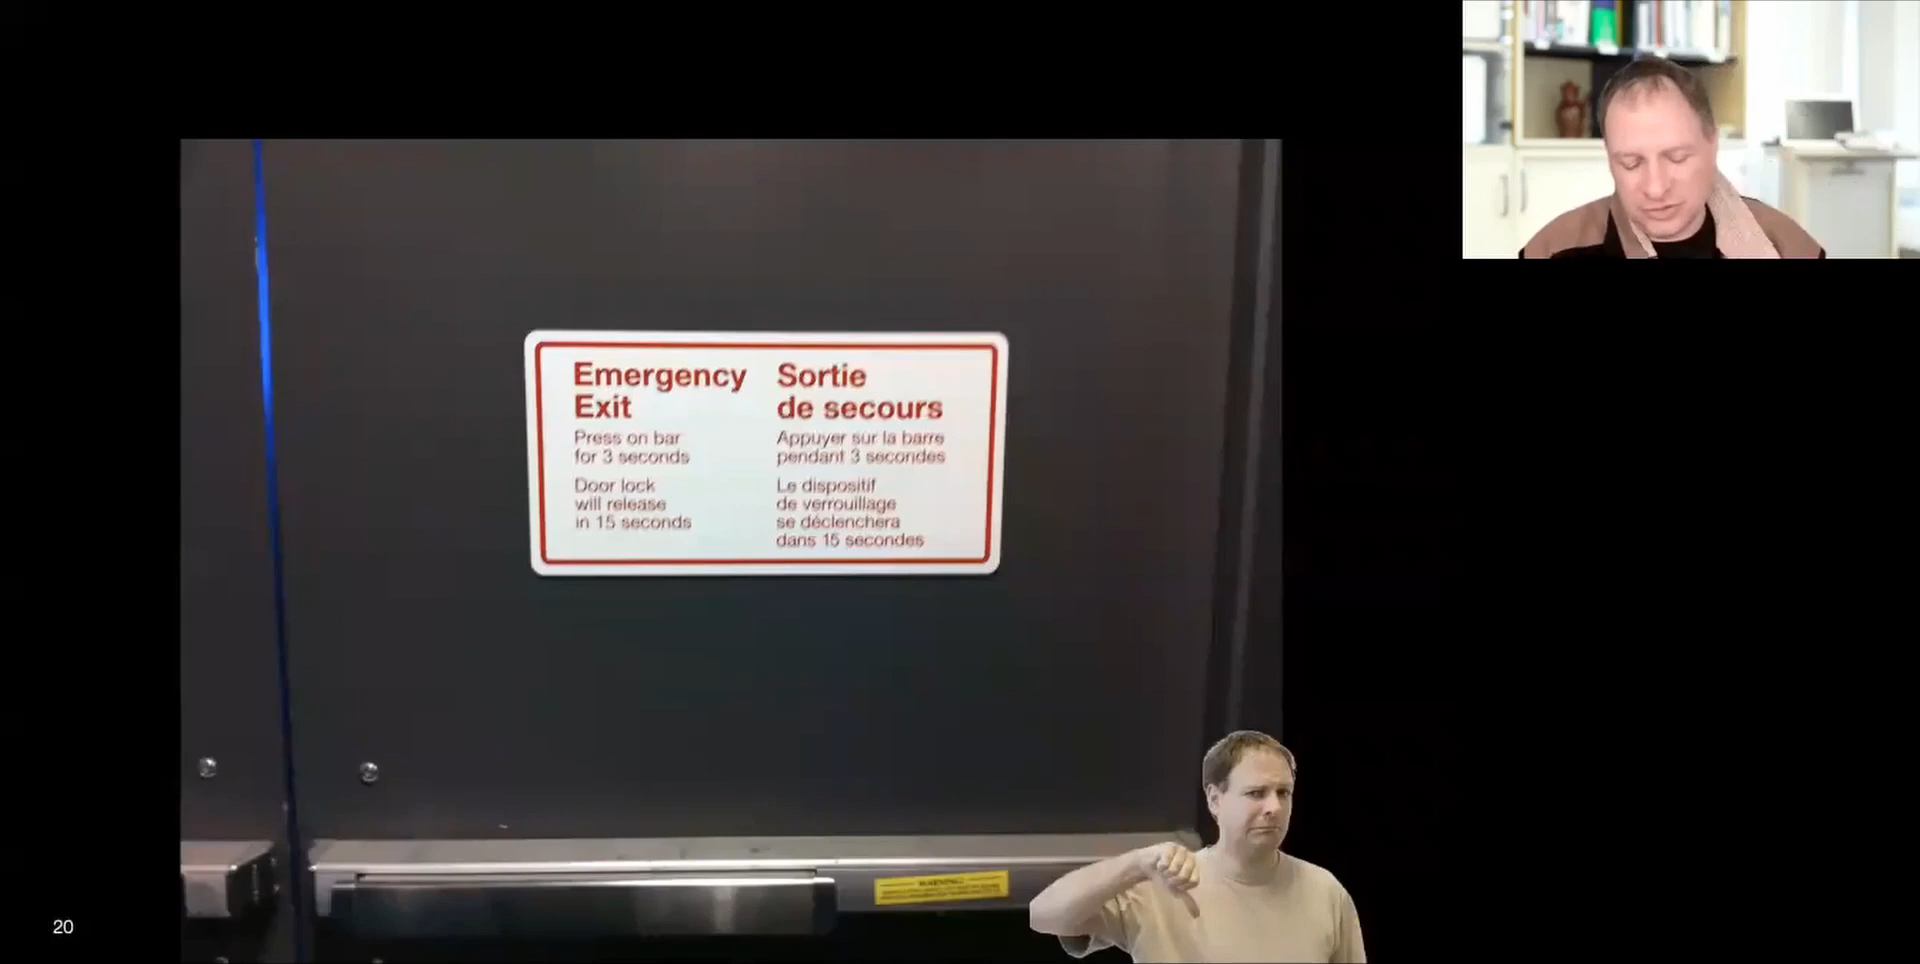 Emergency
Exit
Press on bar
for 3 seconds
Door lock
will release
in 15 seconds
Sortie
de secours
Appuyer sur la barre
pendant 3 secondes
Le dispositif
de verrouillage
se déclenchera
dans 15 secondes
WARNING!
20